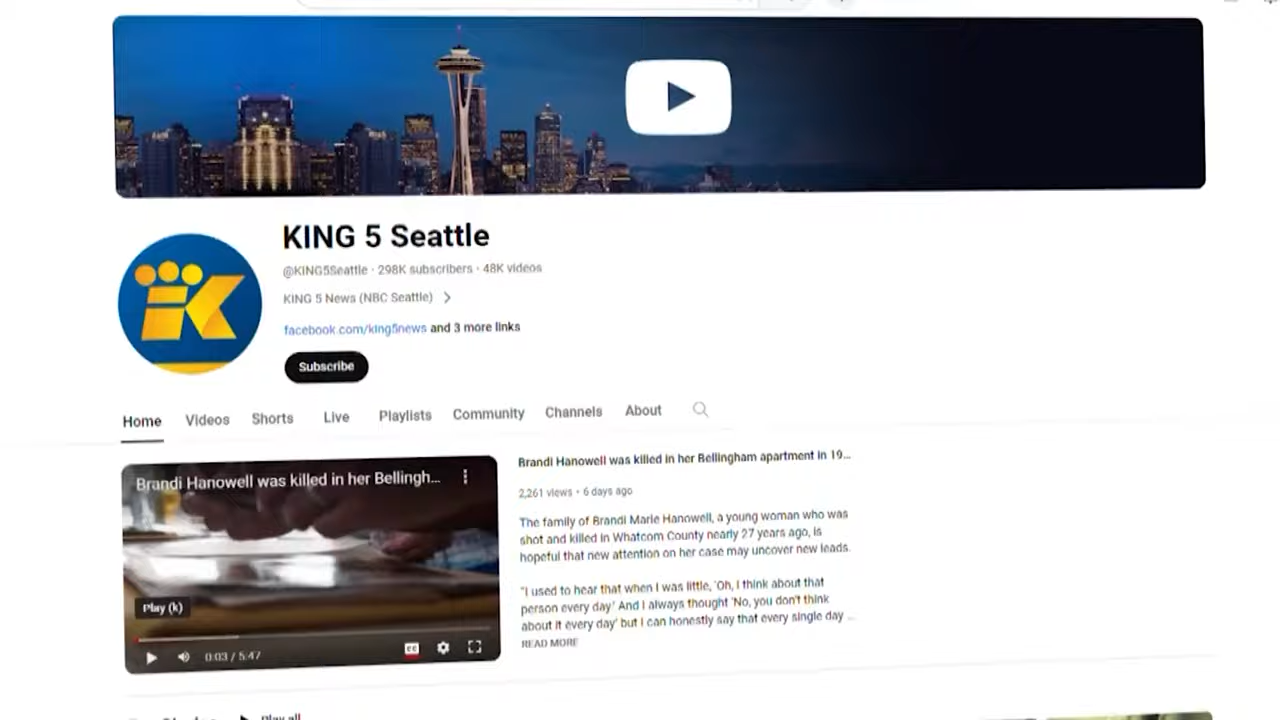 KING 5 Seattle
@KING5Seattle · 298K subscribers · 48K videos
KING 5 News (NBC Seattle)
facebook.com/king5news and 3 more links
Subscribe
Home Videos Shorts Live Playlists Community Channels About
Brandi Hanowell was killed in her Bellingh...
Play (k)
0:03 / 5:47
Brandi Hanowell was killed in her Bellingham apartment in 19...
2,261 views • 6 days ago
The family of Brandi Marie Hanowell, a young woman who was
shot and killed in Whatcom County nearly 27 years ago, is
hopeful that new attention on her case may uncover new leads.
"I used to hear that when I was little, 'Oh, I think about that
person every day' And I always thought 'No, you don't think
about it every day' but I can honestly say that every single day ...
READ MORE
Play all